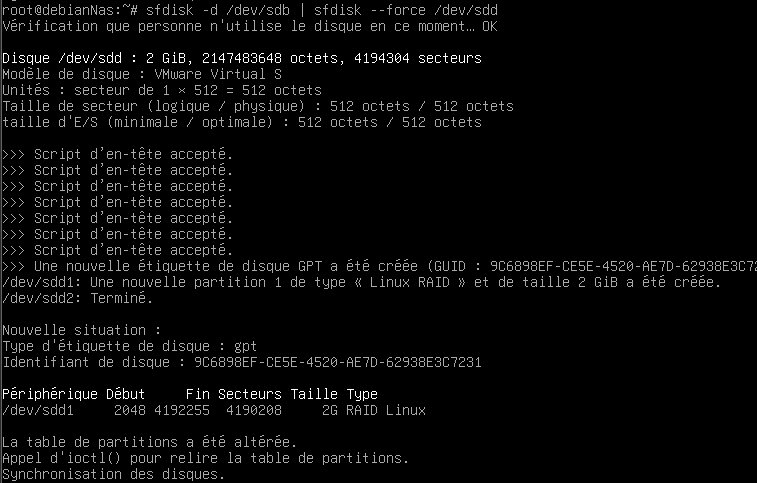 root@debianNas:~# sfdisk -d /dev/sdb | sfdisk --force /dev/sdd
Vérification que personne n'utilise le disque en ce moment… OK
Disque /dev/sdd : 2 GiB, 2147483648 octets, 4194304 secteurs
Modèle de disque : VMware Virtual S
Unités : secteur de 1 × 512 = 512 octets
Taille de secteur (logique / physique) : 512 octets / 512 octets
taille d'E/S (minimale / optimale) : 512 octets / 512 octets
>>> Script d’en-tête accepté.
>>> Script d’en-tête accepté.
>>> Script d’en-tête accepté.
>>> Script d’en-tête accepté.
>>> Script d’en-tête accepté.
>>> Script d’en-tête accepté.
>>> Script d’en-tête accepté.
>>> Une nouvelle étiquette de disque GPT a été créée (GUID : 9C6898EF-CE5E-4520-AE7D-62938E3C72
/dev/sdd1: Une nouvelle partition 1 de type « Linux RAID » et de taille 2 GiB a été créée.
/dev/sdd2: Terminé.
Nouvelle situation :
Type d'étiquette de disque : gpt
Identifiant de disque : 9C6898EF-CE5E-4520-AE7D-62938E3C7231
Périphérique Début Fin Secteurs Taille Type
/dev/sdd1 2048 4192255 4190208 2G RAID Linux
La table de partitions a été altérée.
Appel d'ioctl() pour relire la table de partitions.
Synchronisation des disques.